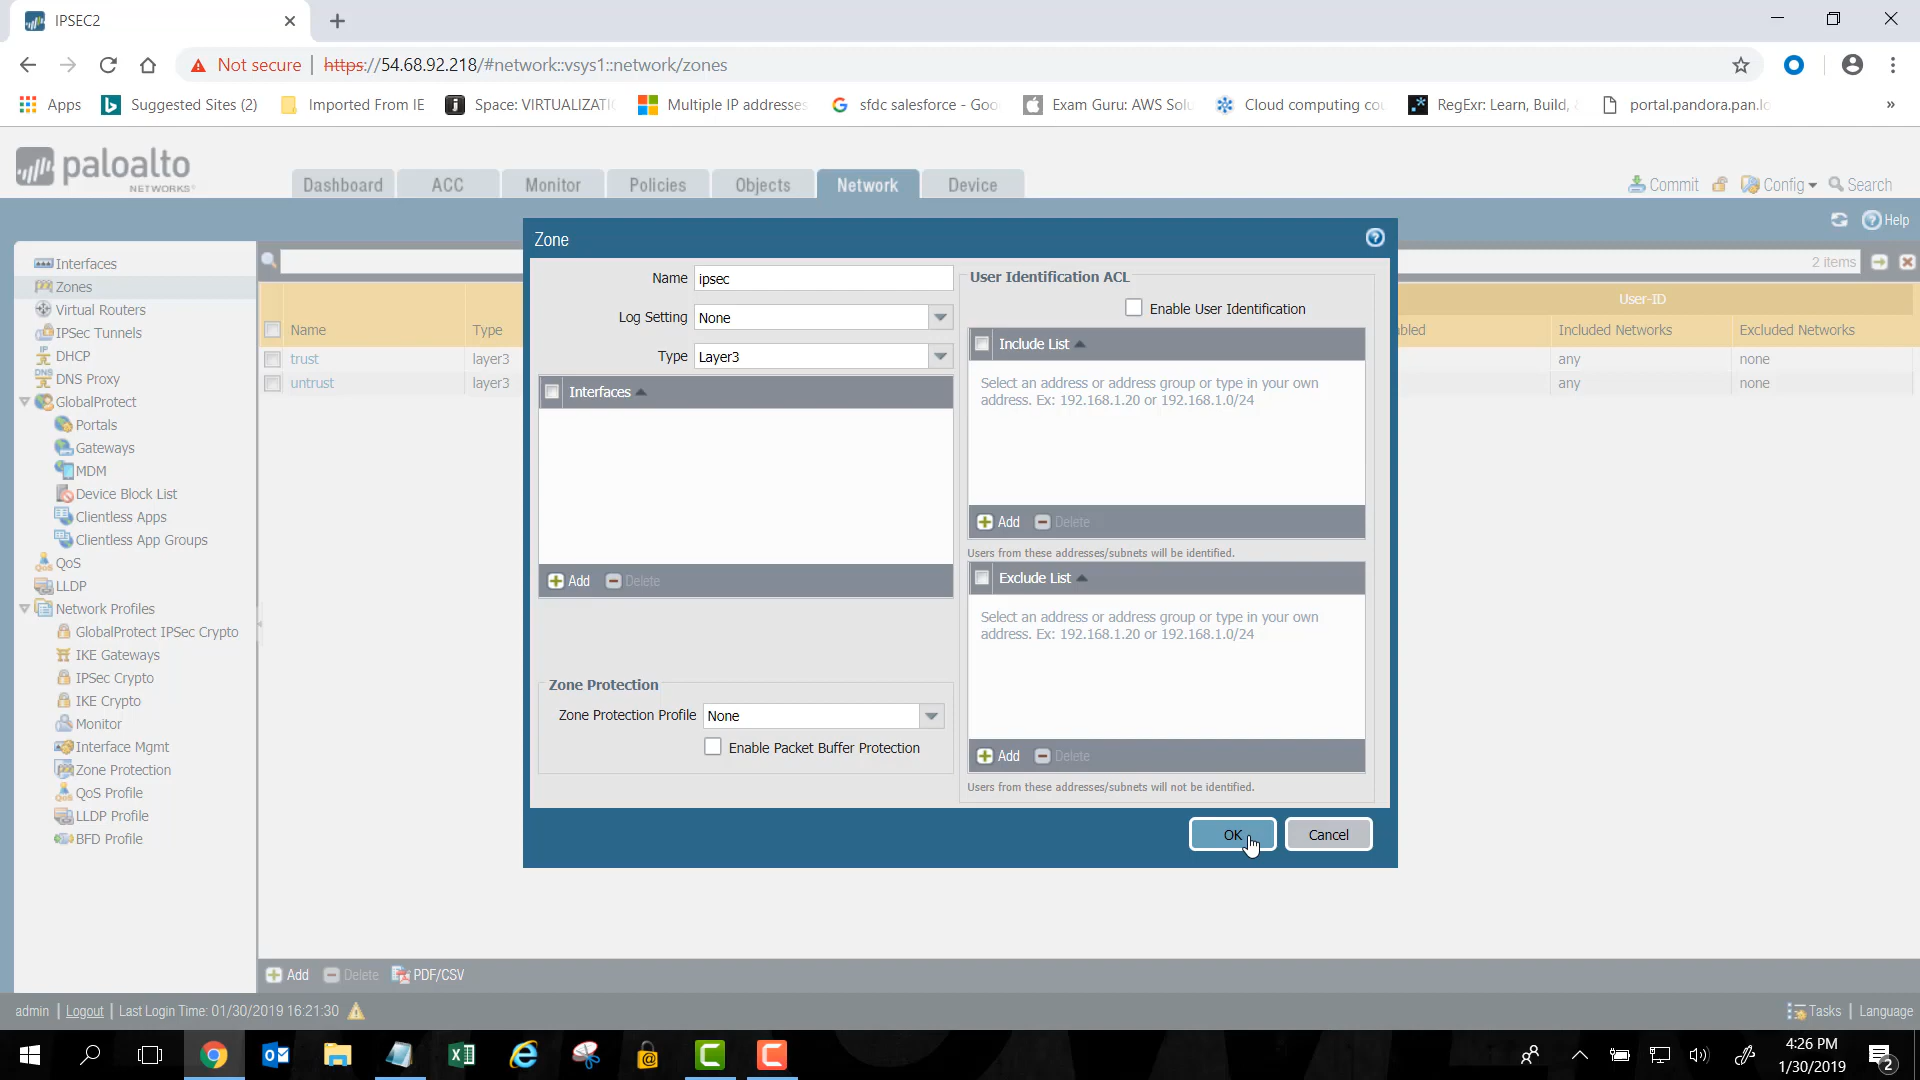 IPSEC2
Not secure | https://54.68.92.218/#network::vsys1::network/zones
Apps
Suggested Sites (2)
Imported From IE
Space: VIRTUALIZATIO
Multiple IP addresses
sfdc salesforce - Goo
Exam Guru: AWS Solu
Cloud computing co
RegExr: Learn, Build,
portal.pandora.pan.lo
»
paloalto
NETWORKS
Dashboard
ACC
Monitor
Policies
Objects
Network
Device
Commit
Config
Search
Help
Interfaces
Zones
Virtual Routers
IPSec Tunnels
DHCP
DNS Proxy
GlobalProtect
Portals
Gateways
MDM
Device Block List
Clientless Apps
Clientless App Groups
QoS
LLDP
Network Profiles
GlobalProtect IPSec Crypto
IKE Gateways
IPSec Crypto
IKE Crypto
Monitor
Interface Mgmt
Zone Protection
QoS Profile
LLDP Profile
BFD Profile
2 items
User-ID
Name
Type
bled
Included Networks
Excluded Networks
trust
layer3
any
none
untrust
layer3
any
none
Zone
Name ipsec
Log Setting None
Type Layer3
Interfaces
Add
Delete
Zone Protection
Zone Protection Profile None
Enable Packet Buffer Protection
User Identification ACL
Enable User Identification
Include List
Select an address or address group or type in your own
address. Ex: 192.168.1.20 or 192.168.1.0/24
Add
Delete
Users from these addresses/subnets will be identified.
Exclude List
Select an address or address group or type in your own
address. Ex: 192.168.1.20 or 192.168.1.0/24
Add
Delete
Users from these addresses/subnets will not be identified.
OK
Cancel
Add
Delete
PDF/CSV
admin | Logout | Last Login Time: 01/30/2019 16:21:30
Tasks | Language
4:26 PM
1/30/2019
2